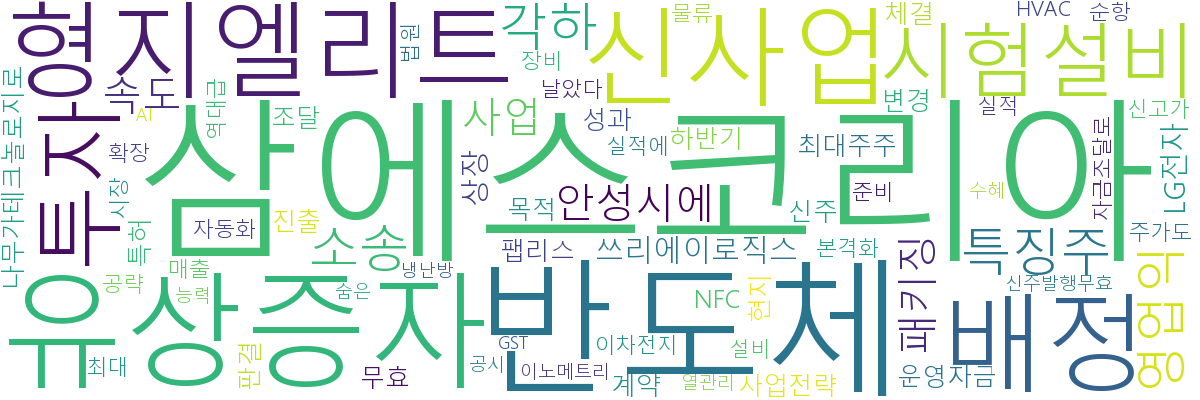 형지엘리트
신사업
시험설비
삼에스코리아
유상증자
반도체
투자
배정
각하
속도
사업
소송
안성시에
특징주
패키징
영업익
쓰리에이로직스
나무가테크놀로지로
LG전자
HVAC
순항
물류
체결
장비
법원
날았다
변경
실적
신고가
역대급
AI
조달
성과
실적에
하반기
최대주주
확장
시장
상장
자금조달로
특허
자동화
진출
목적
준비
신주
수혜
주가도
팹리스
본격화
매출
냉난방
공략
능력
숨은
NFC
현지
신주발행무효
최대
판결
무효
공시
GST
이노메트리
이차전지
설비
계약
열관리
사업전략
운영자금